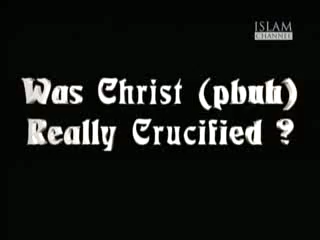 ISLAM
CHANNEL
Was Christ (pbuh)
Really Crucified ?